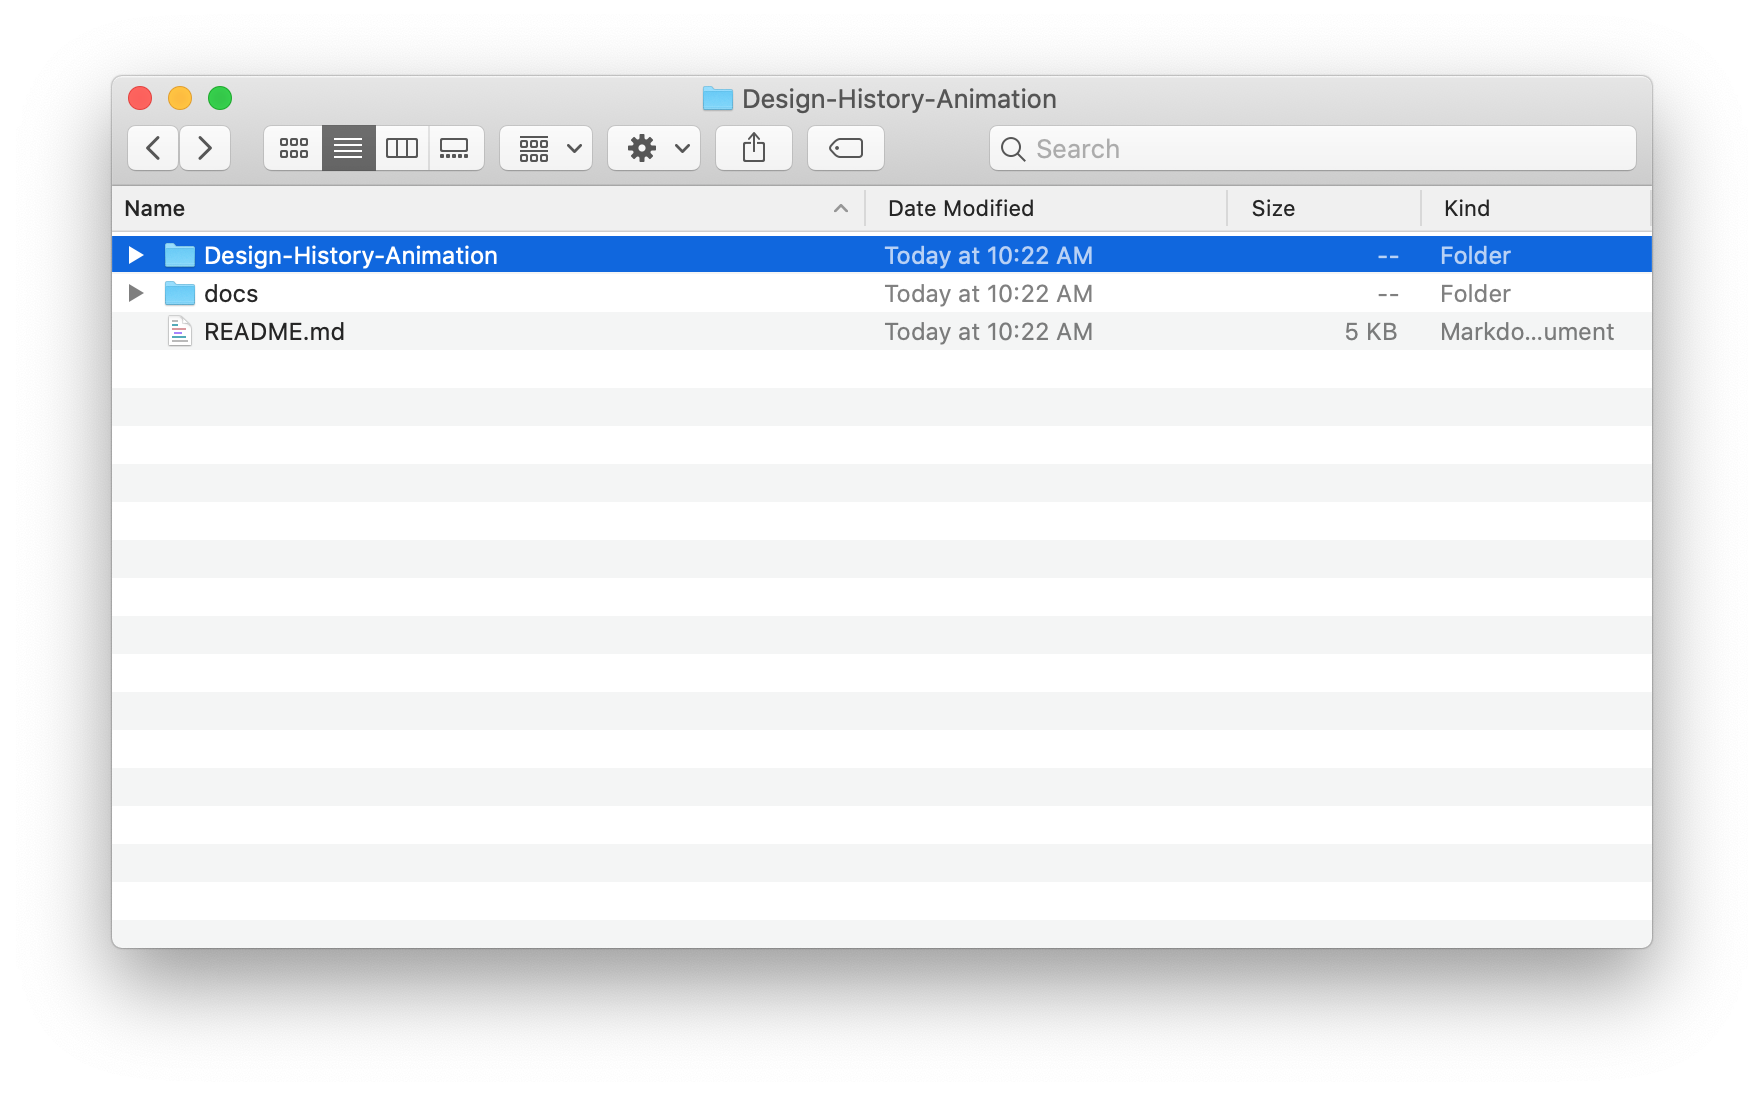 Design-History-Animation
Search
Name Date Modified Size Kind
Design-History-Animation Today at 10:22 AM -- Folder
docs Today at 10:22 AM -- Folder
README.md Today at 10:22 AM 5 KB Markdo...ument